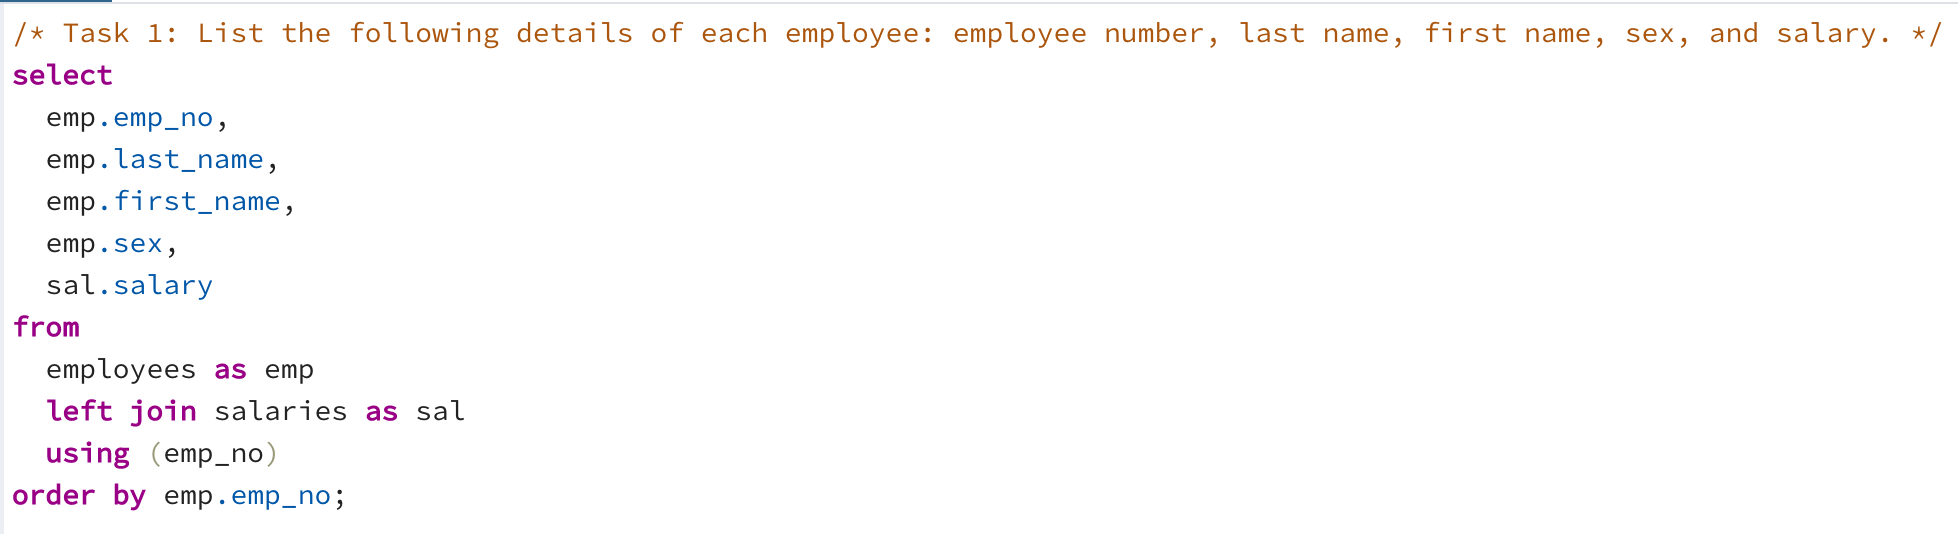 /* Task 1: List the following details of each employee: employee number, last name, first name, sex, and salary. */
select
  emp.emp_no,
  emp.last_name,
  emp.first_name,
  emp.sex,
  sal.salary
from
  employees as emp
  left join salaries as sal
  using (emp_no)
order by emp.emp_no;